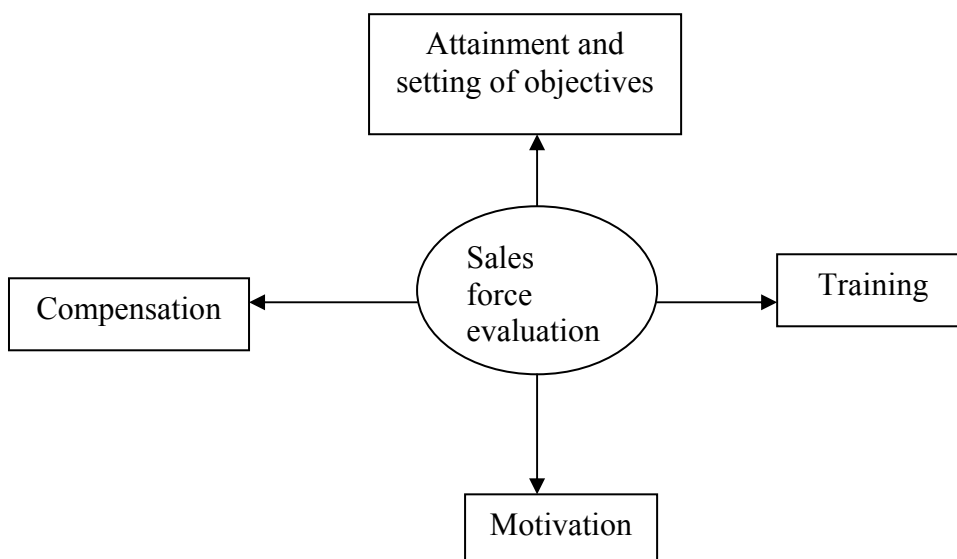 Attainment and
setting of objectives
Sales
force
evaluation
Compensation
Training
Motivation